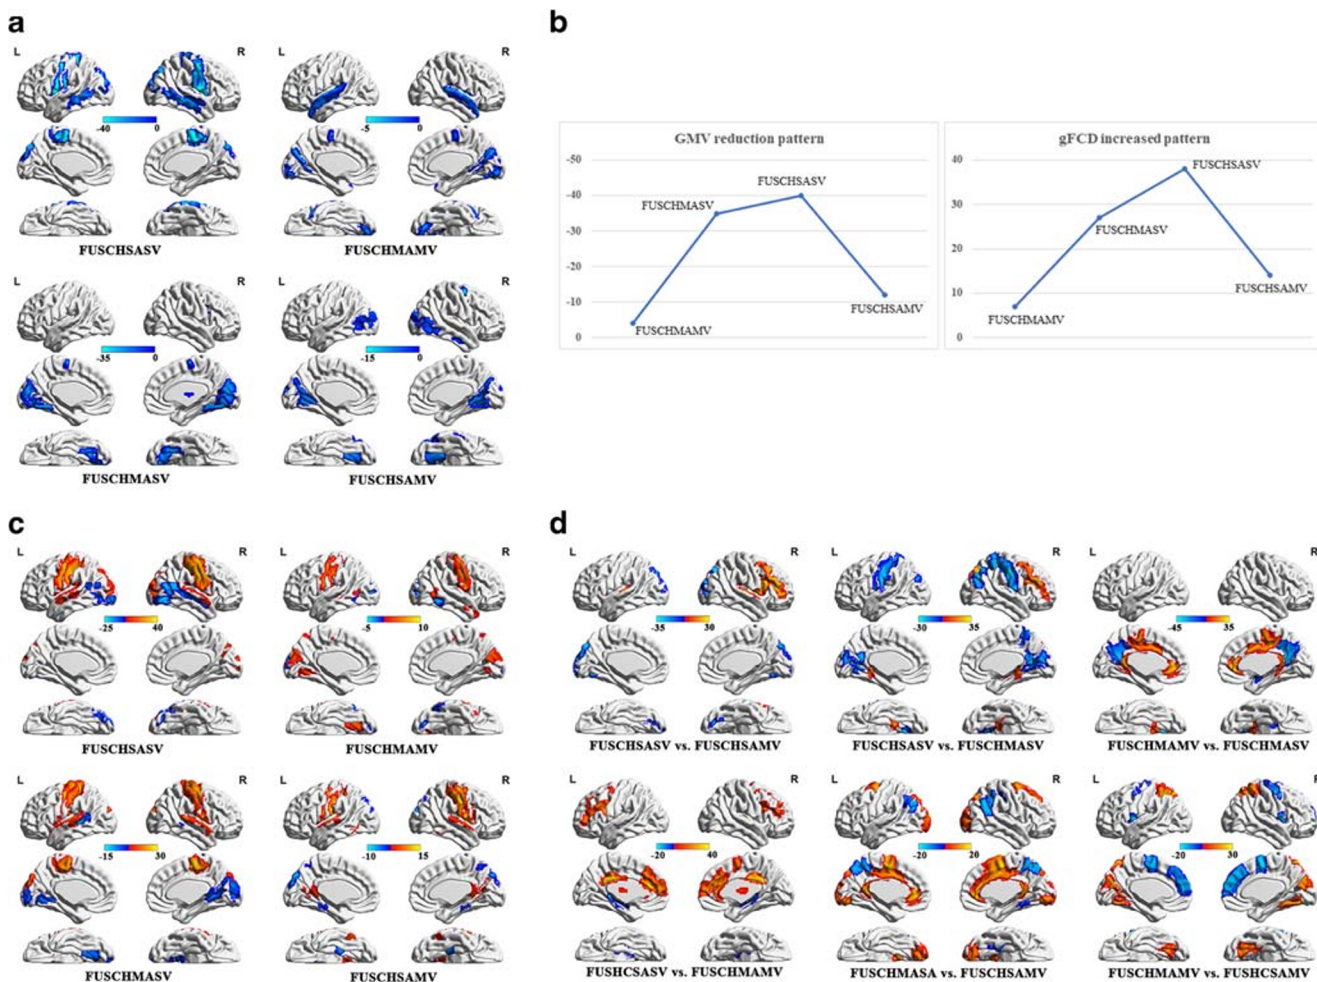 a
L R
-40 0
FUSCHSASV
L R
-5 0
FUSCHMAMV
L R
-35 0
FUSCHMASV
L R
-15 0
FUSCHSAMV
b
GMV reduction pattern
-50
-40
-30
-20
-10
0
FUSCHMAMV
FUSCHMASV
FUSCHSASV
FUSCHSAMV
gFCD increased pattern
40
30
20
10
0
FUSCHMAMV
FUSCHMASV
FUSCHSASV
FUSCHSAMV
c
L R
-25 40
FUSCHSASV
L R
-5 10
FUSCHMAMV
L R
-15 30
FUSCHMASV
L R
-10 15
FUSCHSAMV
d
L R
-35 30
FUSCHSASV vs. FUSCHSAMV
L R
-30 35
FUSCHSASV vs. FUSCHMASV
L R
-45 35
FUSCHMAMV vs. FUSCHMASV
L R
-20 40
FUSHCSASV vs. FUSCHMAMV
L R
-20 20
FUSCHMASA vs. FUSCHSAMV
L R
-20 30
FUSCHMAMV vs. FUSHCSAMV